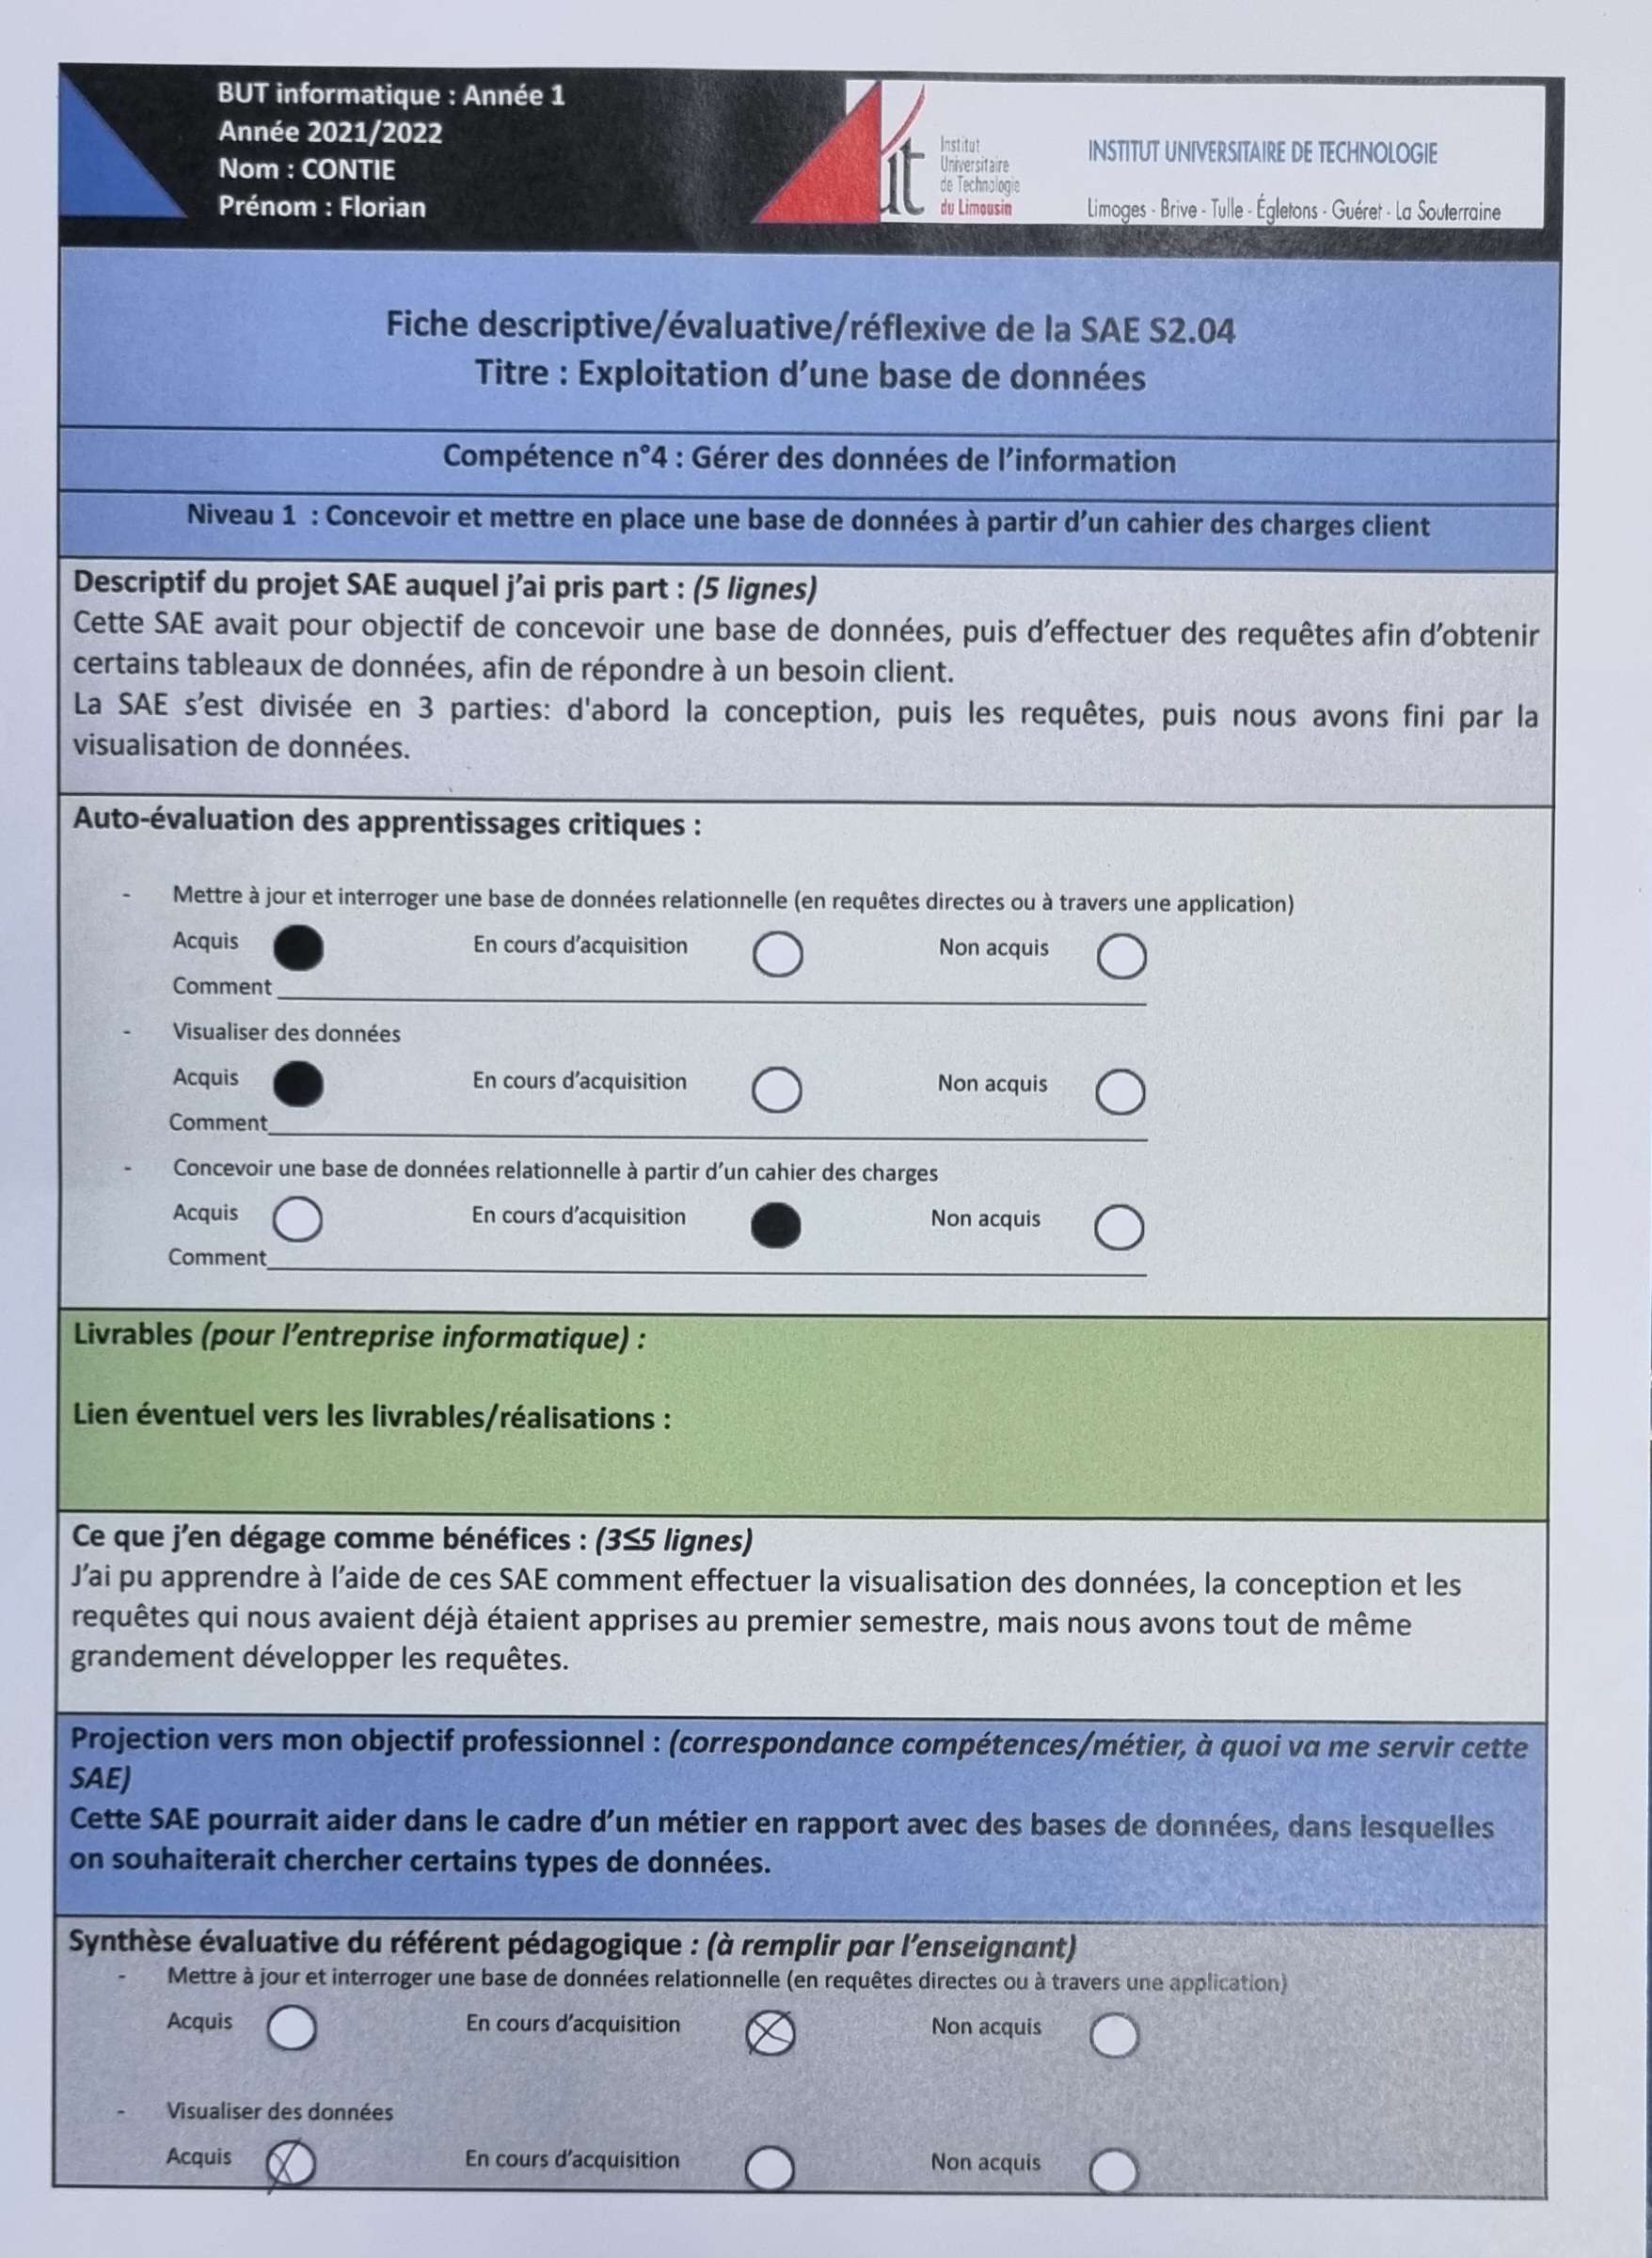 BUT informatique : Année 1
Année 2021/2022
Nom : CONTIE
Prénom : Florian
iut
Institut
Universitaire
de Technologie
du Limousin
INSTITUT UNIVERSITAIRE DE TECHNOLOGIE
Limoges - Brive - Tulle - Égletons - Guéret - La Souterraine
Fiche descriptive/évaluative/réflexive de la SAE S2.04
Titre : Exploitation d'une base de données
Compétence n°4 : Gérer des données de l'information
Niveau 1 : Concevoir et mettre en place une base de données à partir d'un cahier des charges client
Descriptif du projet SAE auquel j'ai pris part : (5 lignes)
Cette SAE avait pour objectif de concevoir une base de données, puis d'effectuer des requêtes afin d'obtenir
certains tableaux de données, afin de répondre à un besoin client.
La SAE s'est divisée en 3 parties: d'abord la conception, puis les requêtes, puis nous avons fini par la
visualisation de données.
Auto-évaluation des apprentissages critiques :
- Mettre à jour et interroger une base de données relationnelle (en requêtes directes ou à travers une application)
Acquis En cours d'acquisition Non acquis
Comment
- Visualiser des données
Acquis En cours d'acquisition Non acquis
Comment
- Concevoir une base de données relationnelle à partir d'un cahier des charges
Acquis En cours d'acquisition Non acquis
Comment
Livrables (pour l'entreprise informatique) :
Lien éventuel vers les livrables/réalisations :
Ce que j'en dégage comme bénéfices : (3≤5 lignes)
J'ai pu apprendre à l'aide de ces SAE comment effectuer la visualisation des données, la conception et les
requêtes qui nous avaient déjà étaient apprises au premier semestre, mais nous avons tout de même
grandement développer les requêtes.
Projection vers mon objectif professionnel : (correspondance compétences/métier, à quoi va me servir cette
SAE)
Cette SAE pourrait aider dans le cadre d'un métier en rapport avec des bases de données, dans lesquelles
on souhaiterait chercher certains types de données.
Synthèse évaluative du référent pédagogique : (à remplir par l'enseignant)
- Mettre à jour et interroger une base de données relationnelle (en requêtes directes ou à travers une application)
Acquis En cours d'acquisition Non acquis
- Visualiser des données
Acquis En cours d'acquisition Non acquis